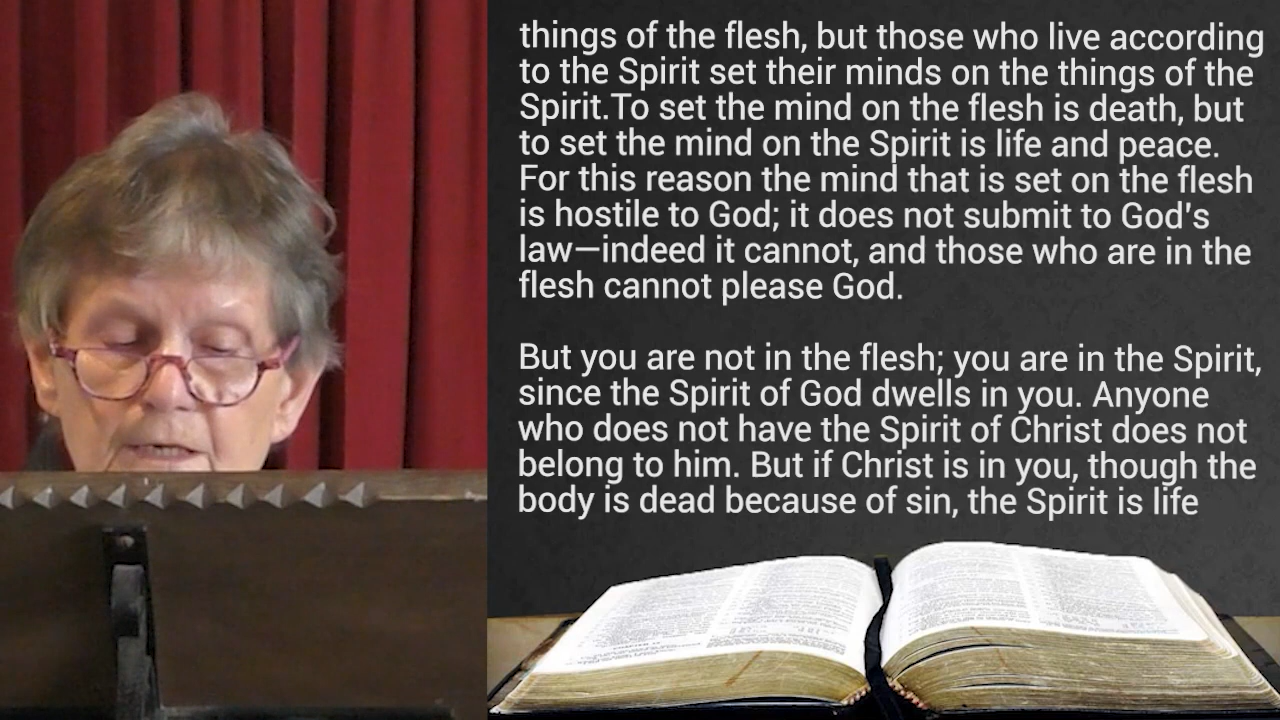 things of the flesh, but those who live according
to the Spirit set their minds on the things of the
Spirit.To set the mind on the flesh is death, but
to set the mind on the Spirit is life and peace.
For this reason the mind that is set on the flesh
is hostile to God; it does not submit to God's
law—indeed it cannot, and those who are in the
flesh cannot please God.
But you are not in the flesh; you are in the Spirit,
since the Spirit of God dwells in you. Anyone
who does not have the Spirit of Christ does not
belong to him. But if Christ is in you, though the
body is dead because of sin, the Spirit is life